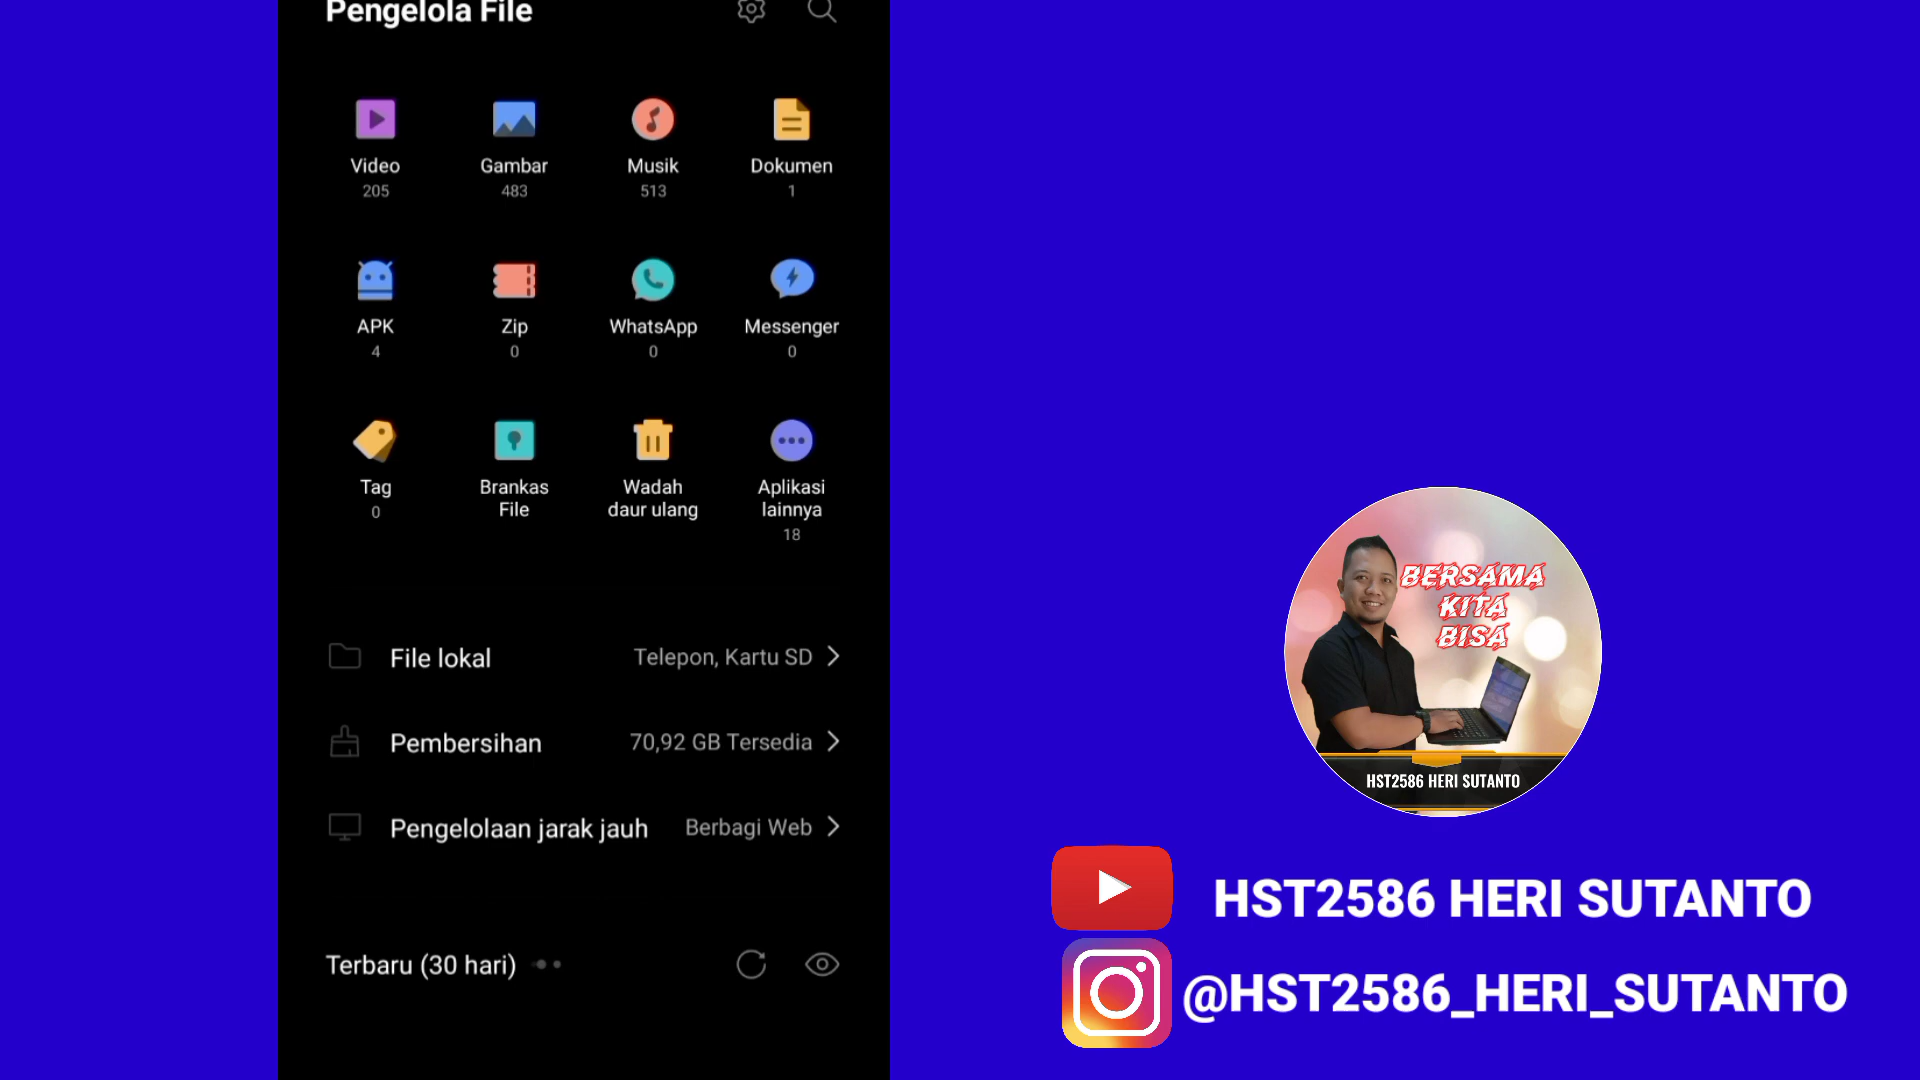 Pengelola File
Video
Gambar
Musik
Dokumen
205
483
513
1
APK
Zip
WhatsApp
Messenger
4
0
0
0
Tag
Brankas
File
Wadah
daur ulang
Aplikasi
lainnya
0
18
File lokal
Telepon, Kartu SD
Pembersihan
70,92 GB Tersedia
Pengelolaan jarak jauh
Berbagi Web
Terbaru (30 hari)
BERSAMA
KITA
BISA
HST2586 HERI SUTANTO
HST2586 HERI SUTANTO
@HST2586_HERI_SUTANTO